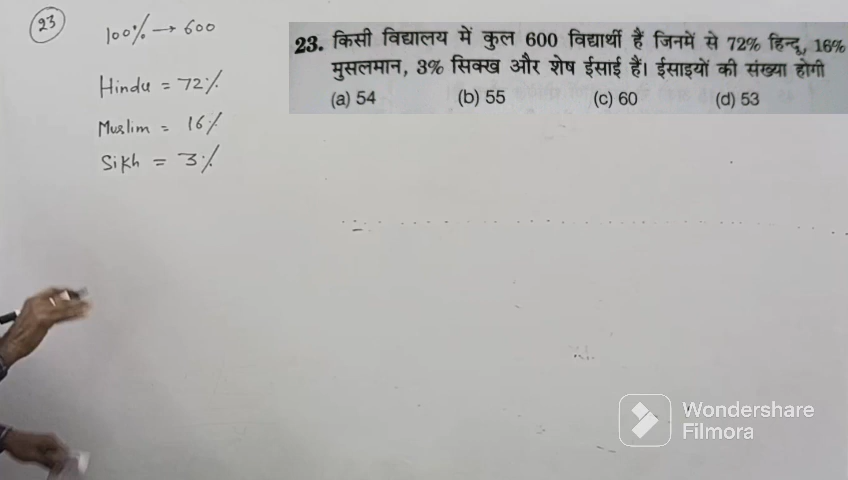 23
100% → 600
Hindu = 72%
Muslim = 16%
Sikh = 3%
23. किसी विद्यालय में कुल 600 विद्यार्थी हैं जिनमें से 72% हिन्दू, 16%
मुसलमान, 3% सिक्ख और शेष ईसाई हैं। ईसाइयों की संख्या होगी
(a) 54 (b) 55 (c) 60 (d) 53
Wondershare
Filmora